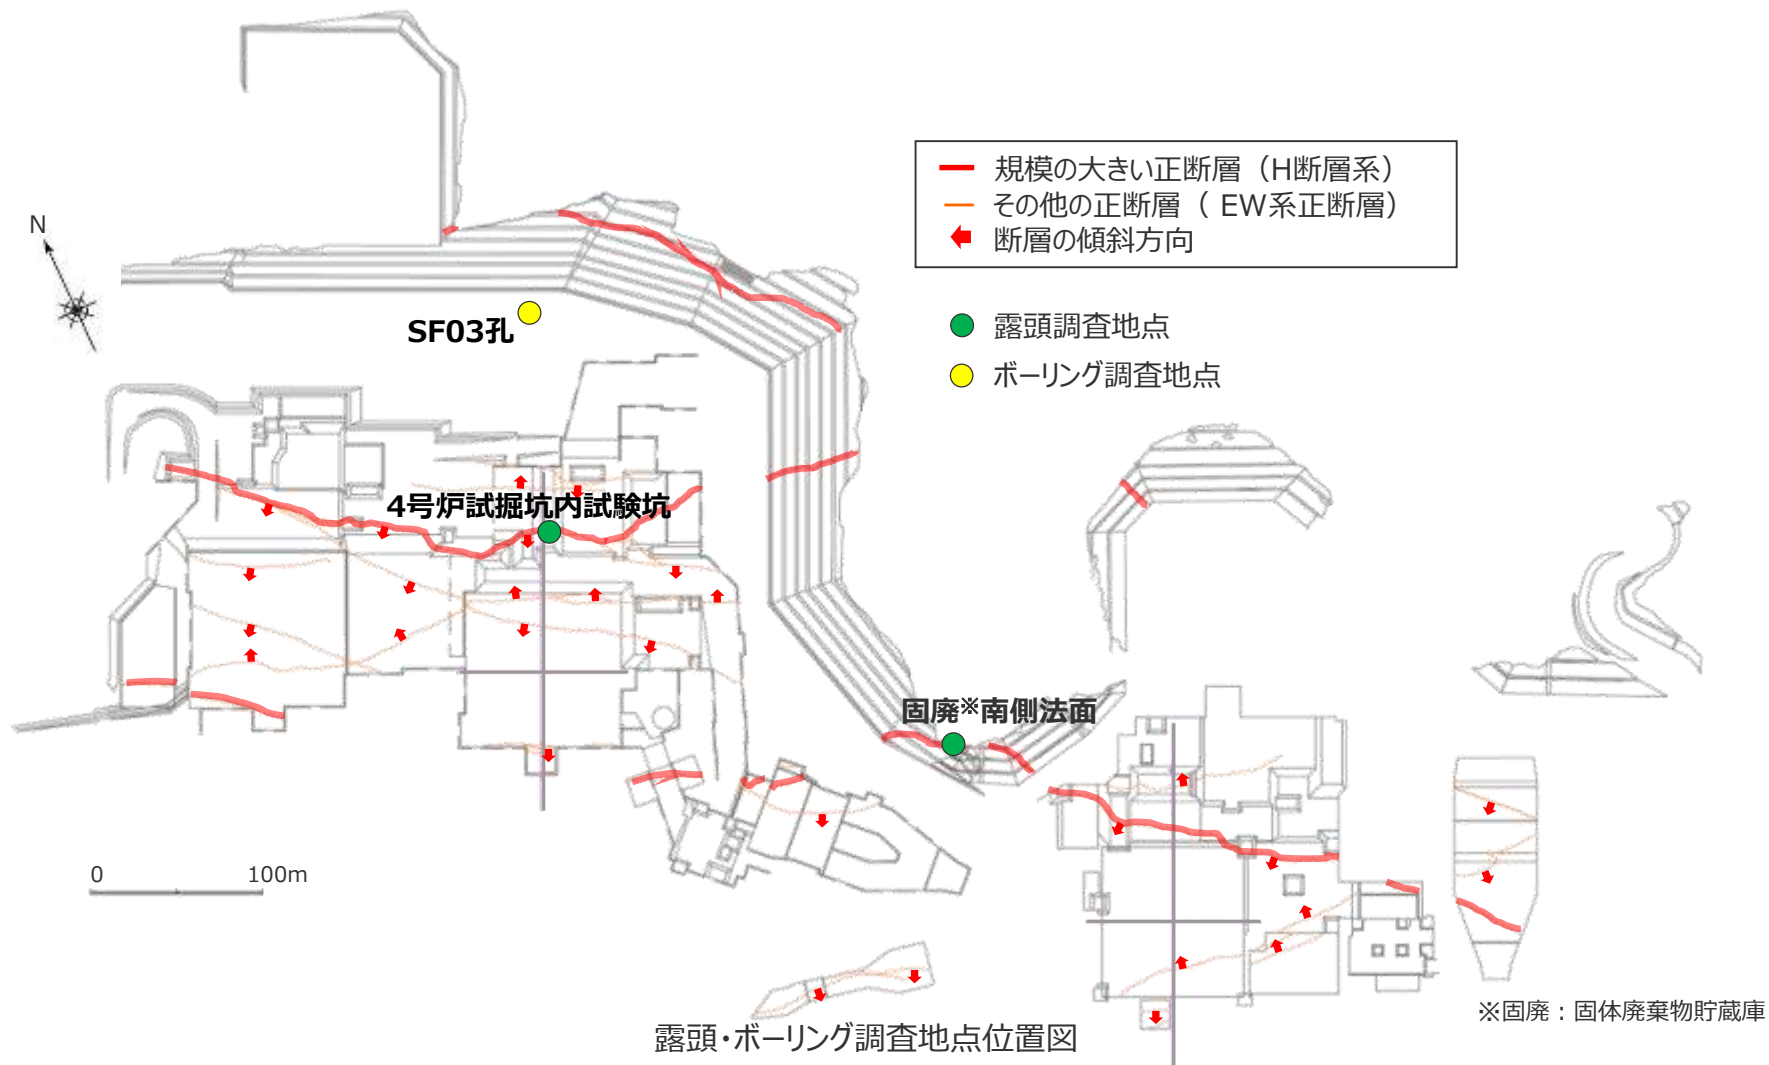 規模の大きい正断層（H断層系）
その他の正断層（ EW系正断層）
断層の傾斜方向
N
SF03孔
露頭調査地点
ボーリング調査地点
4号炉試掘坑内試験坑
固廃※南側法面
0 100m
※固廃：固体廃棄物貯蔵庫
露頭・ボーリング調査地点位置図